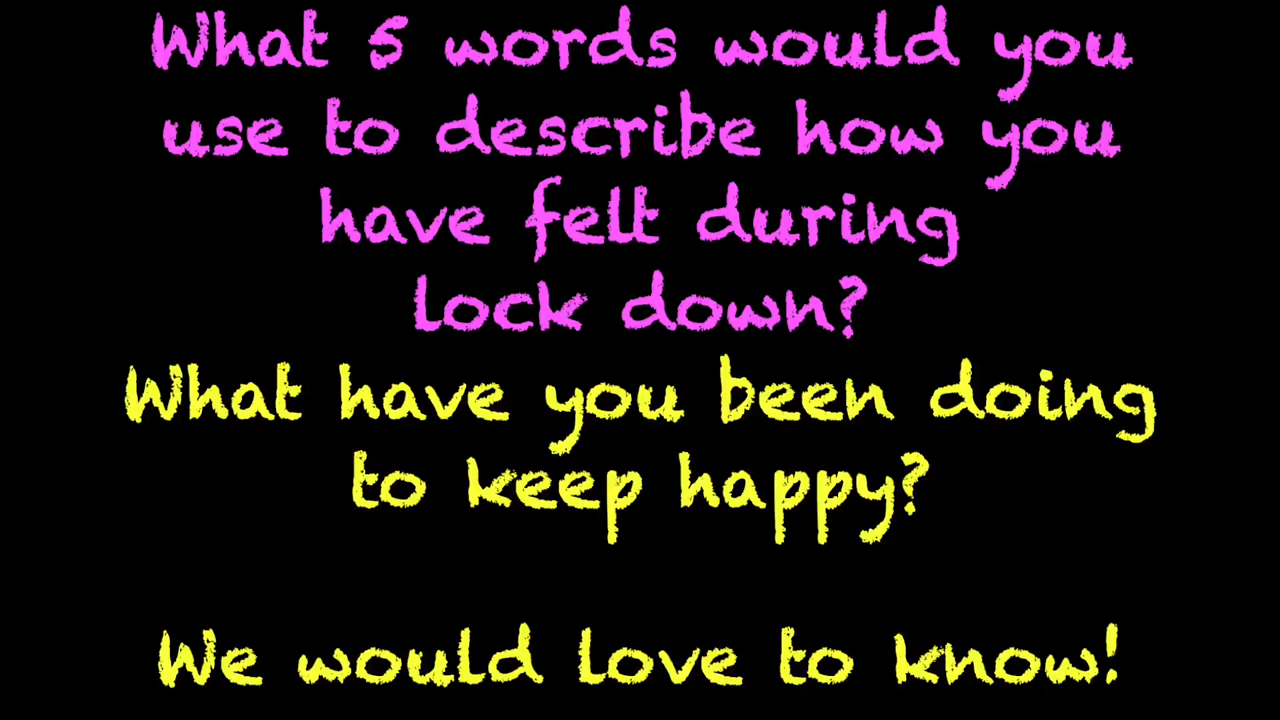 What 5 words would you
use to describe how you
have felt during
lock down?
What have you been doing
to keep happy?
We would love to know!